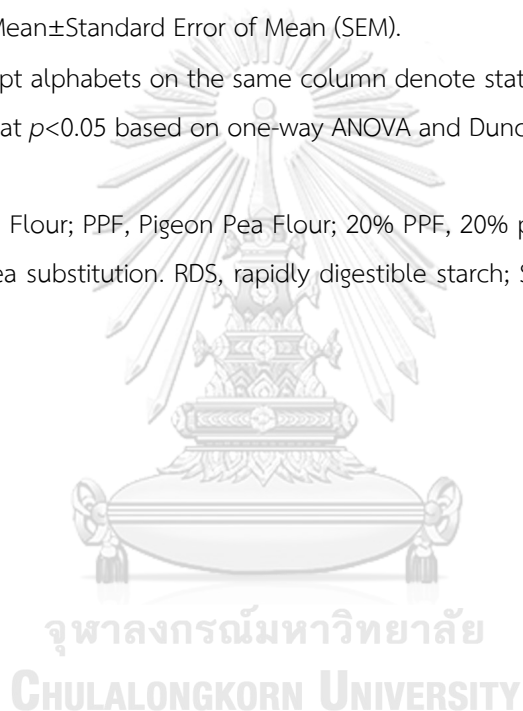 Mean±Standard Error of Mean (SEM).
pt alphabets on the same column denote stat
at p<0.05 based on one-way ANOVA and Dunc
Flour; PPF, Pigeon Pea Flour; 20% PPF, 20% p
ea substitution. RDS, rapidly digestible starch; S
จุฬาลงกรณ์มหาวิทยาลัย
CHULALONGKORN UNIVERSITY